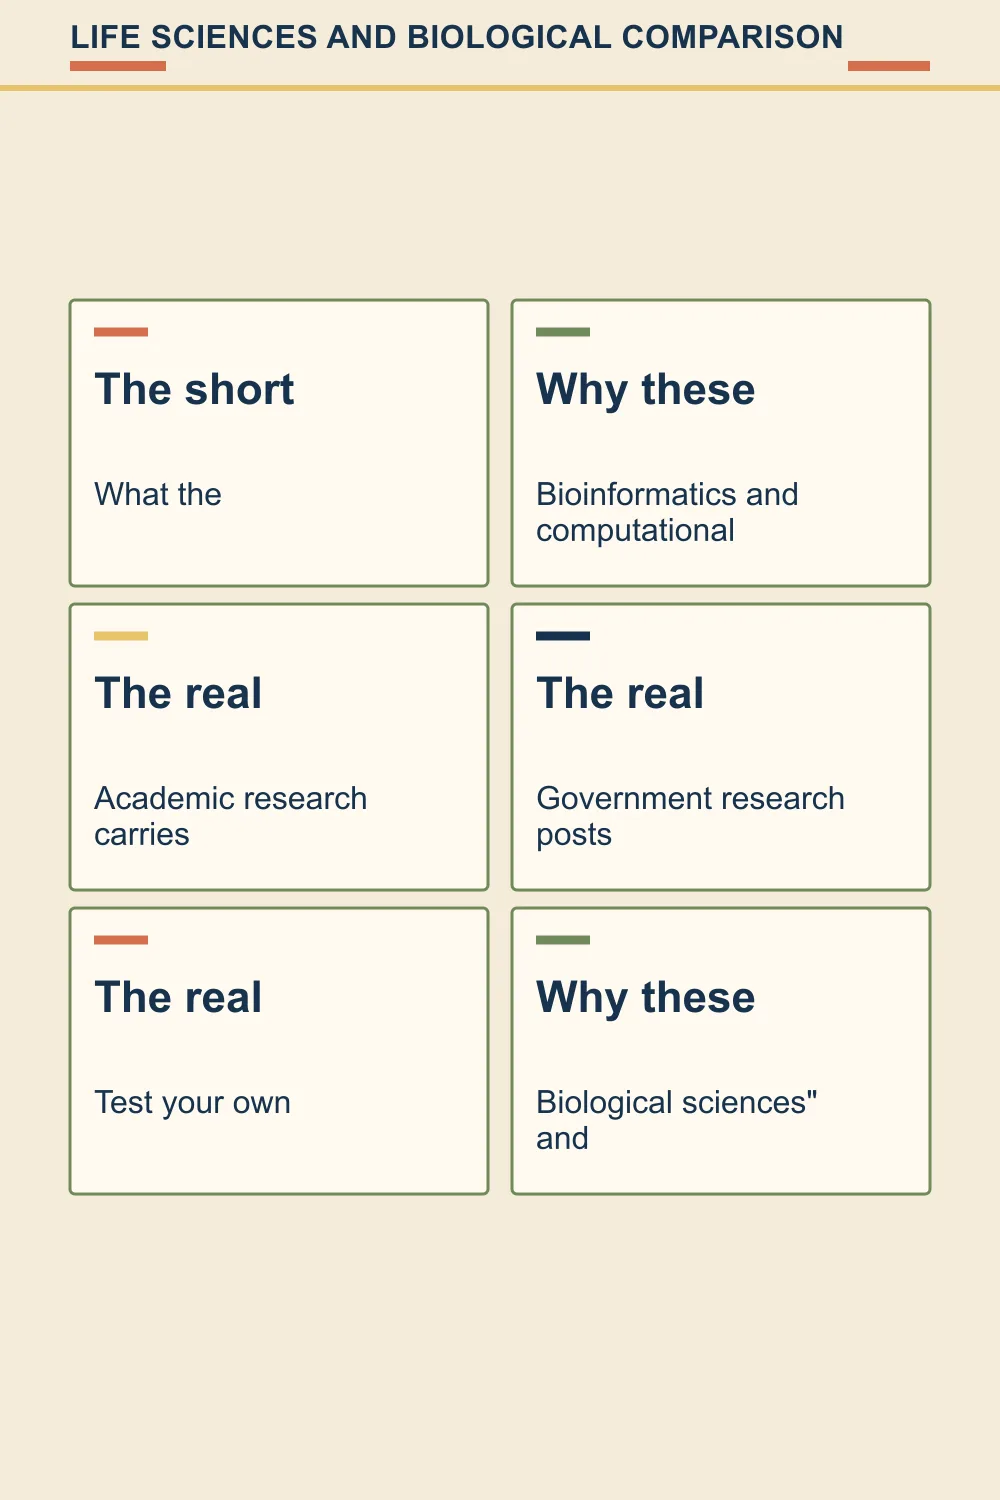 LIFE SCIENCES AND BIOLOGICAL COMPARISON
The short
What the
Why these
Bioinformatics and
computational
The real
Academic research
carries
The real
Government research
posts
The real
Test your own
Why these
Biological sciences"
and